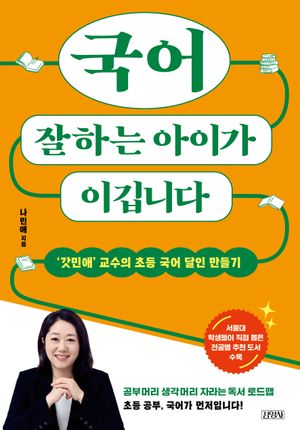 국어
잘하는 아이가
이깁니다
나민애 지음
‘갓민애’ 교수의 초등 국어 달인 만들기
서울대
학생들이 직접 뽑은
전공별 추천 도서
수록
공부머리 생각머리 자라는 독서 로드맵
초등 공부, 국어가 먼저입니다!
김영사